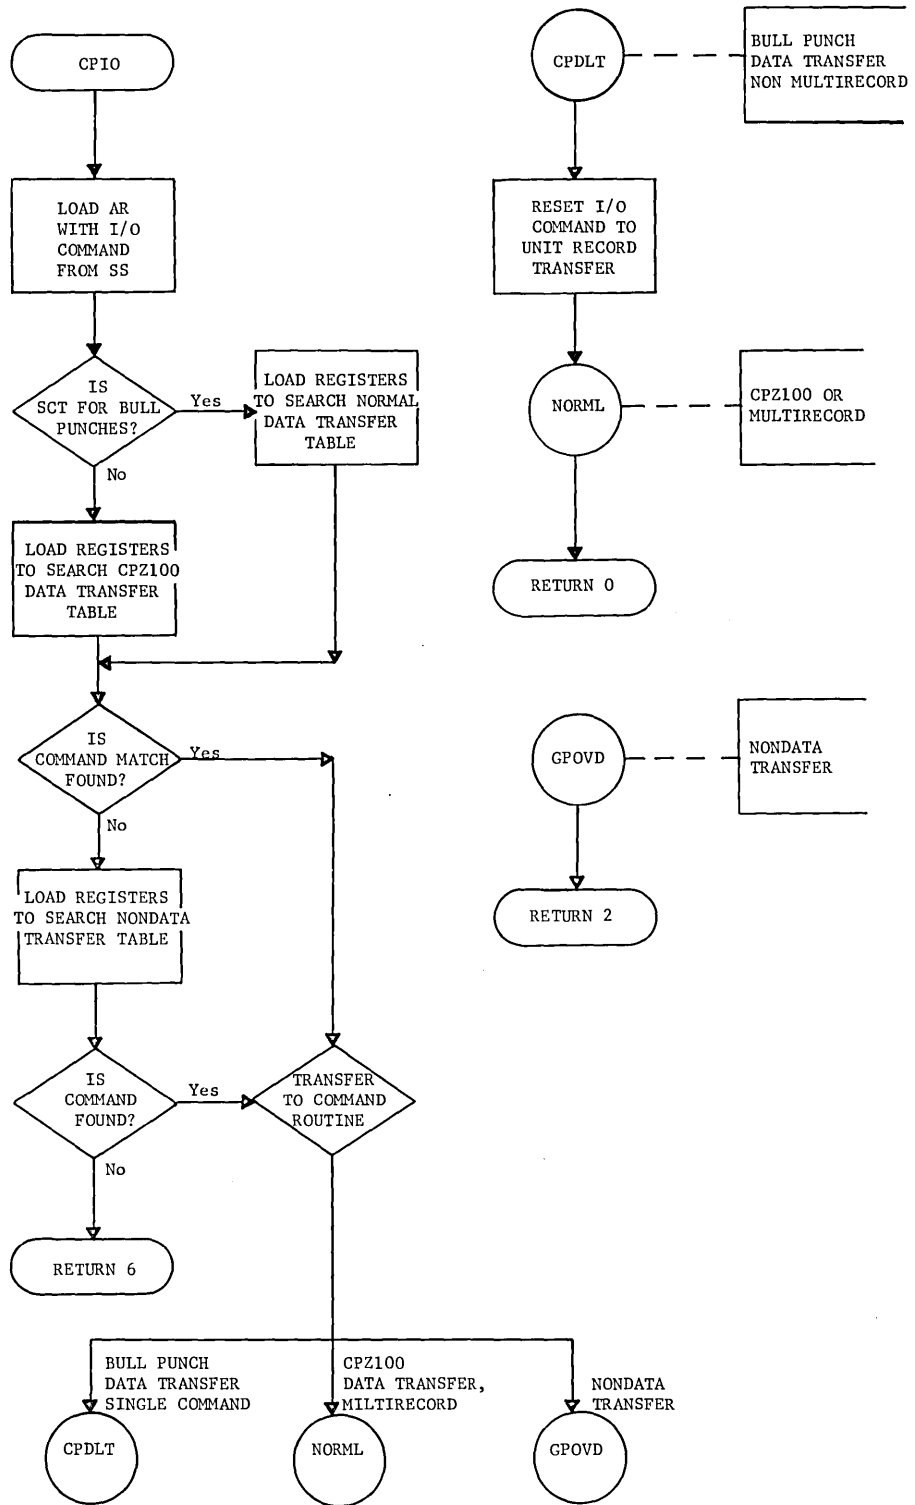 CPIO
LOAD AR
WITH I/O
COMMAND
FROM SS
IS
SCT FOR BULL
PUNCHES?
Yes
No
LOAD REGISTERS
TO SEARCH NORMAL
DATA TRANSFER
TABLE
LOAD REGISTERS
TO SEARCH CPZ100
DATA TRANSFER
TABLE
IS
COMMAND MATCH
FOUND?
Yes
No
LOAD REGISTERS
TO SEARCH NONDATA
TRANSFER TABLE
IS
COMMAND
FOUND?
Yes
No
TRANSFER
TO COMMAND
ROUTINE
RETURN 6
BULL PUNCH
DATA TRANSFER
SINGLE COMMAND
CPZ100
DATA TRANSFER,
MILTIRECORD
NONDATA
TRANSFER
CPDLT
NORML
GPOVD
CPDLT
BULL PUNCH
DATA TRANSFER
NON MULTIRECORD
RESET I/O
COMMAND TO
UNIT RECORD
TRANSFER
NORML
CPZ100 OR
MULTIRECORD
RETURN 0
GPOVD
NONDATA
TRANSFER
RETURN 2